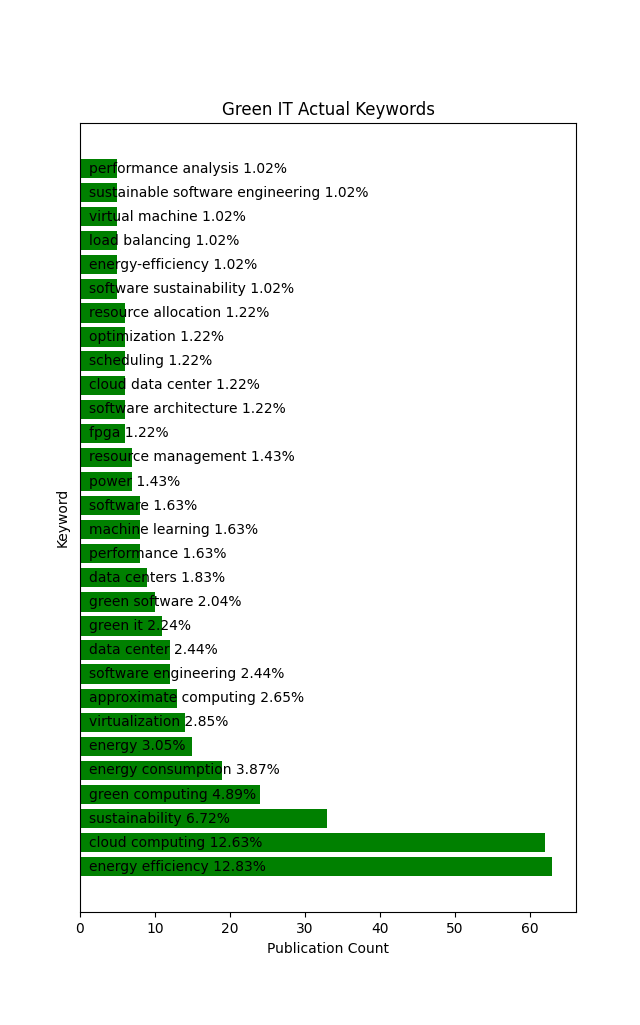 Green IT Actual Keywords
performance analysis 1.02%
sustainable software engineering 1.02%
virtual machine 1.02%
load balancing 1.02%
energy-efficiency 1.02%
software sustainability 1.02%
resource allocation 1.22%
optimization 1.22%
scheduling 1.22%
cloud data center 1.22%
software architecture 1.22%
fpga 1.22%
resource management 1.43%
power 1.43%
software 1.63%
machine learning 1.63%
performance 1.63%
data centers 1.83%
green software 2.04%
green it 2.24%
data center 2.44%
software engineering 2.44%
approximate computing 2.65%
virtualization 2.85%
energy 3.05%
energy consumption 3.87%
green computing 4.89%
sustainability 6.72%
cloud computing 12.63%
energy efficiency 12.83%
Keyword
0 10 20 30 40 50 60
Publication Count